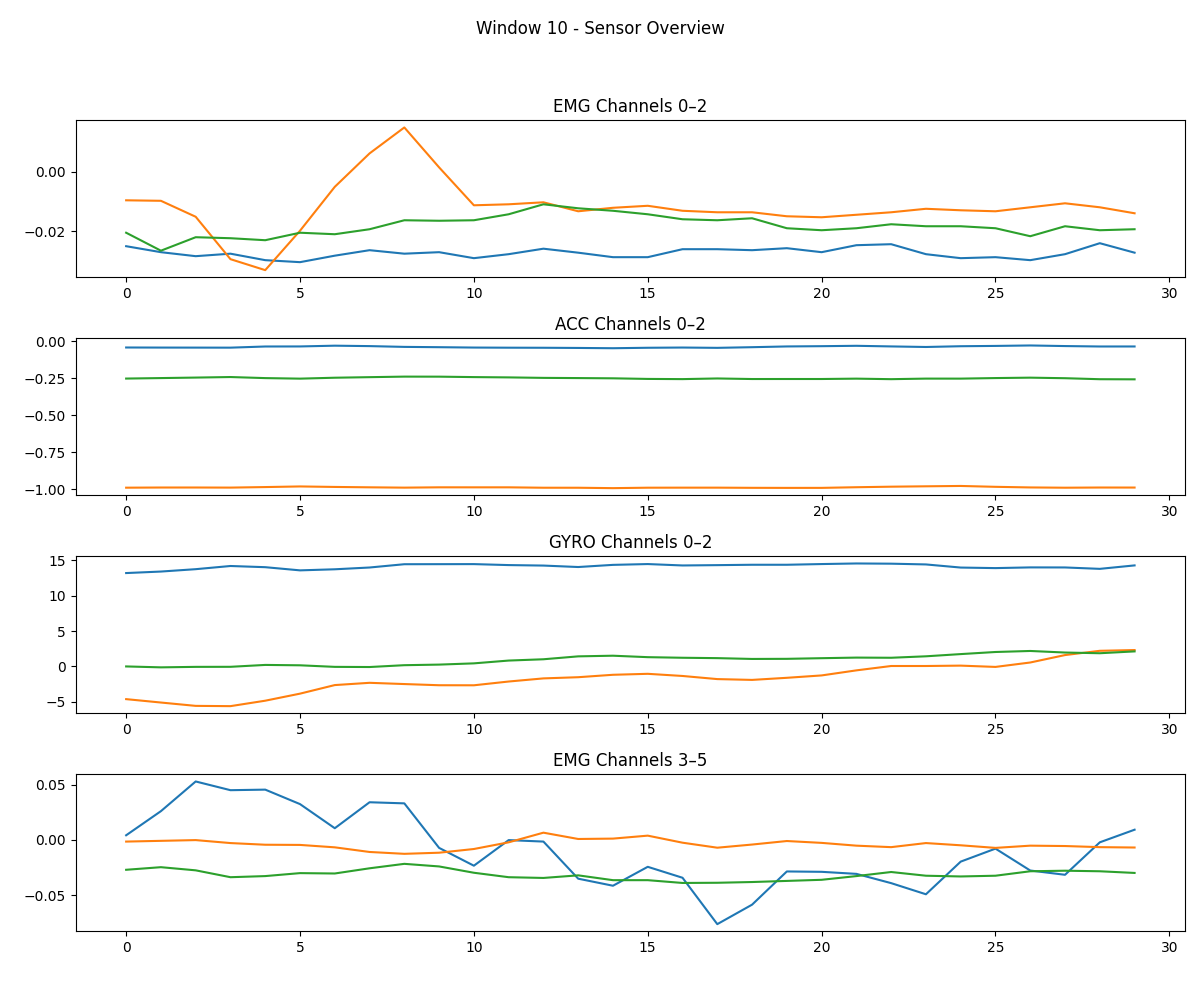 Window 10 - Sensor Overview
EMG Channels 0–2
0.00
−0.02
0 5 10 15 20 25 30
ACC Channels 0–2
0.00
−0.25
−0.50
−0.75
−1.00
0 5 10 15 20 25 30
GYRO Channels 0–2
15
10
5
0
−5
0 5 10 15 20 25 30
EMG Channels 3–5
0.05
0.00
−0.05
0 5 10 15 20 25 30